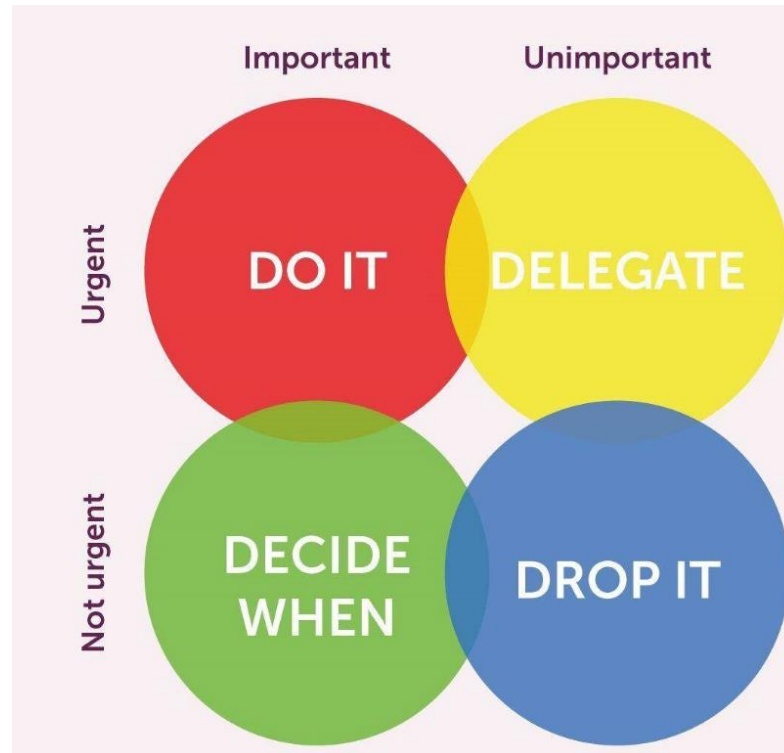 Important
Unimportant
Urgent
DO IT
DELEGATE
Not urgent
DECIDE
WHEN
DROP IT